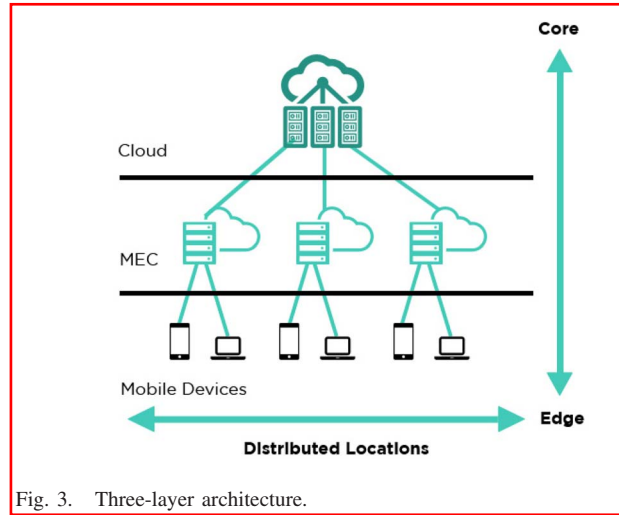 Core
Cloud
MEC
Mobile Devices
Edge
Distributed Locations
Fig. 3. Three-layer architecture.